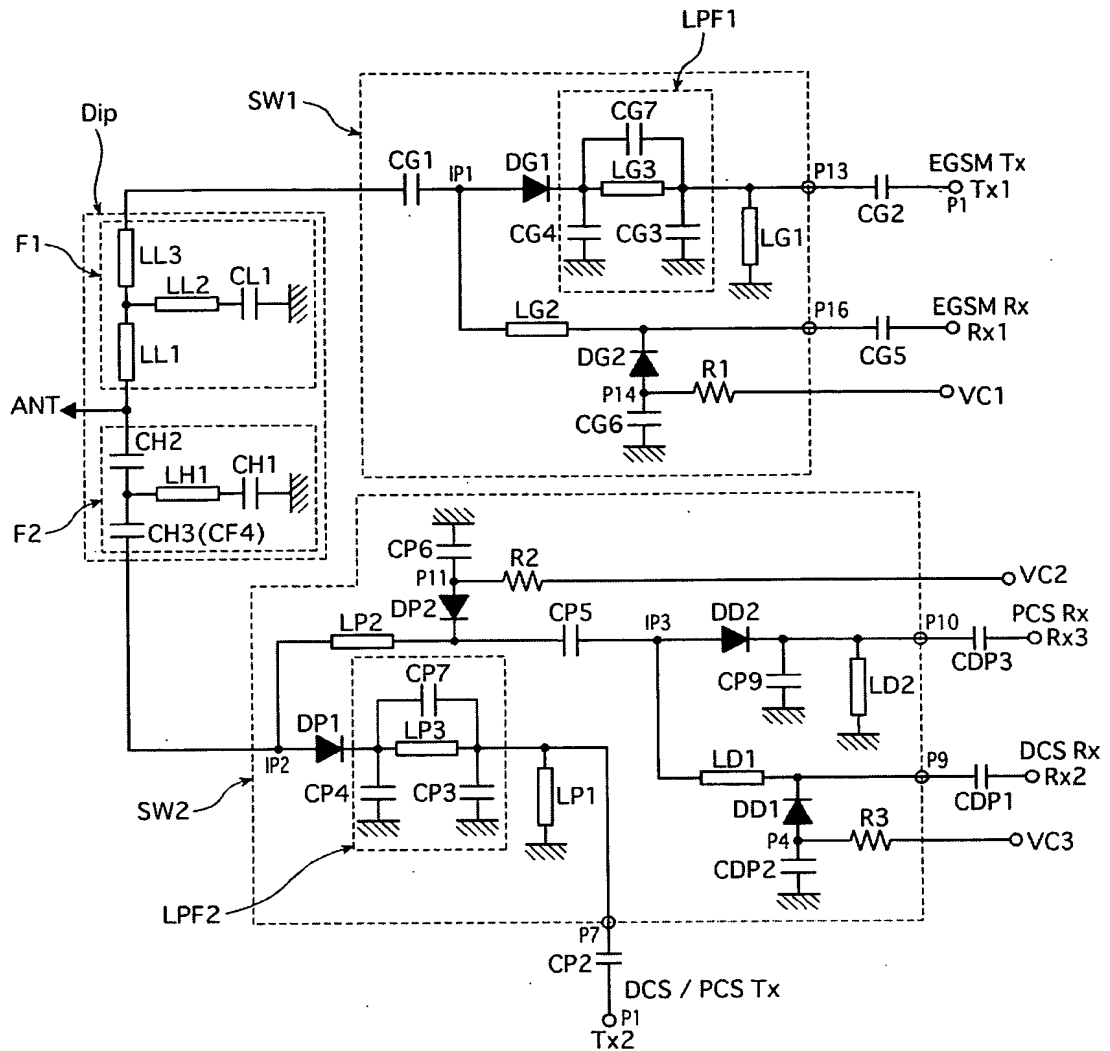 LPF1
SW1
Dip
CG7
CG1
IP1
DG1
LG3
P13
EGSM Tx
Tx1
P1
CG2
CG4
CG3
LG1
F1
LL3
LL2
CL1
LL1
LG2
P16
EGSM Rx
Rx1
CG5
DG2
P14
R1
VC1
CG6
ANT
CH2
LH1
CH1
F2
CH3(CF4)
CP6
P11
R2
VC2
DP2
LP2
CP5
IP3
DD2
P10
PCS Rx
Rx3
CDP3
CP9
LD2
CP7
DP1
LP3
IP2
CP4
CP3
LP1
SW2
LD1
P9
DCS Rx
Rx2
CDP1
DD1
P4
R3
VC3
CDP2
LPF2
P7
CP2
DCS / PCS Tx
P1
Tx2